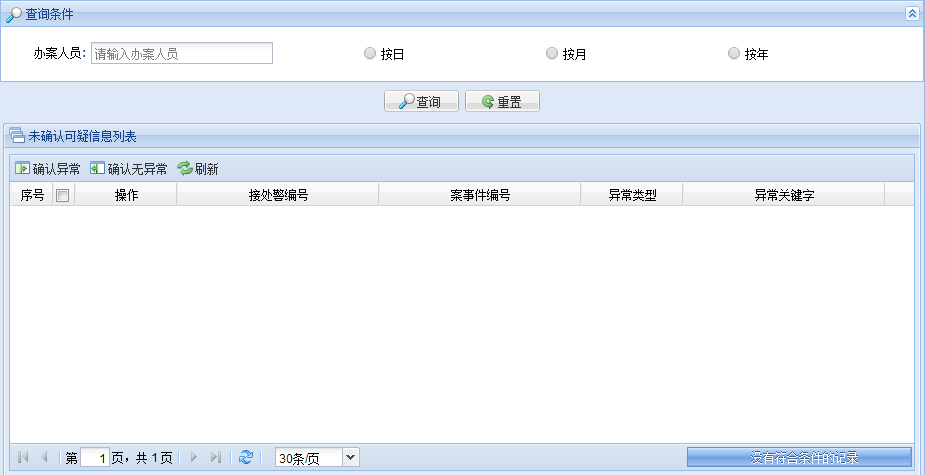 查询条件
办案人员: 请输入办案人员 按日 按月 按年
查询 重置
未确认可疑信息列表
确认异常 确认无异常 刷新
序号 操作 接处警编号 案事件编号 异常类型 异常关键字
第 1 页，共 1 页 30条/页 没有符合条件的记录